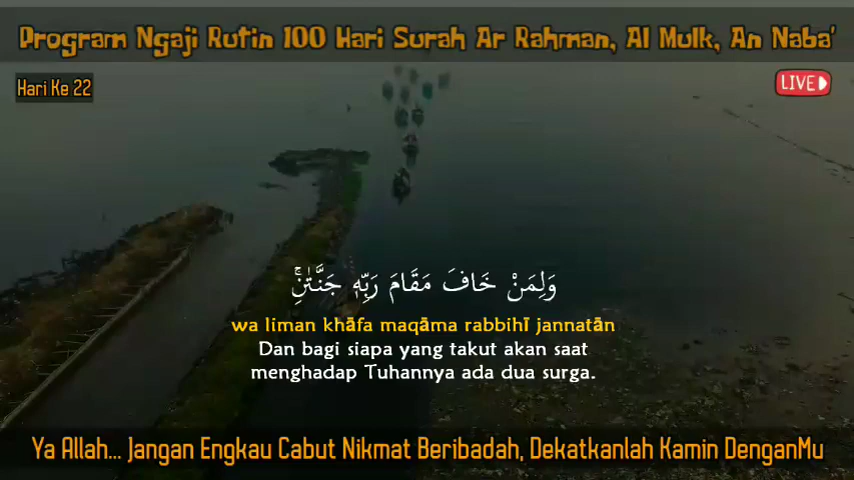 Program Ngaji Rutin 100 Hari Surah Ar Rahman, Al Mulk, An Naba'
Hari Ke 22
LIVE
وَلِمَنْ خَافَ مَقَامَ رَبِّهٖ جَنَّتٰنِۚ
wa liman khāfa maqāma rabbihī jannatān
Dan bagi siapa yang takut akan saat
menghadap Tuhannya ada dua surga.
Ya Allah... Jangan Engkau Cabut Nikmat Beribadah, Dekatkanlah Kamin DenganMu